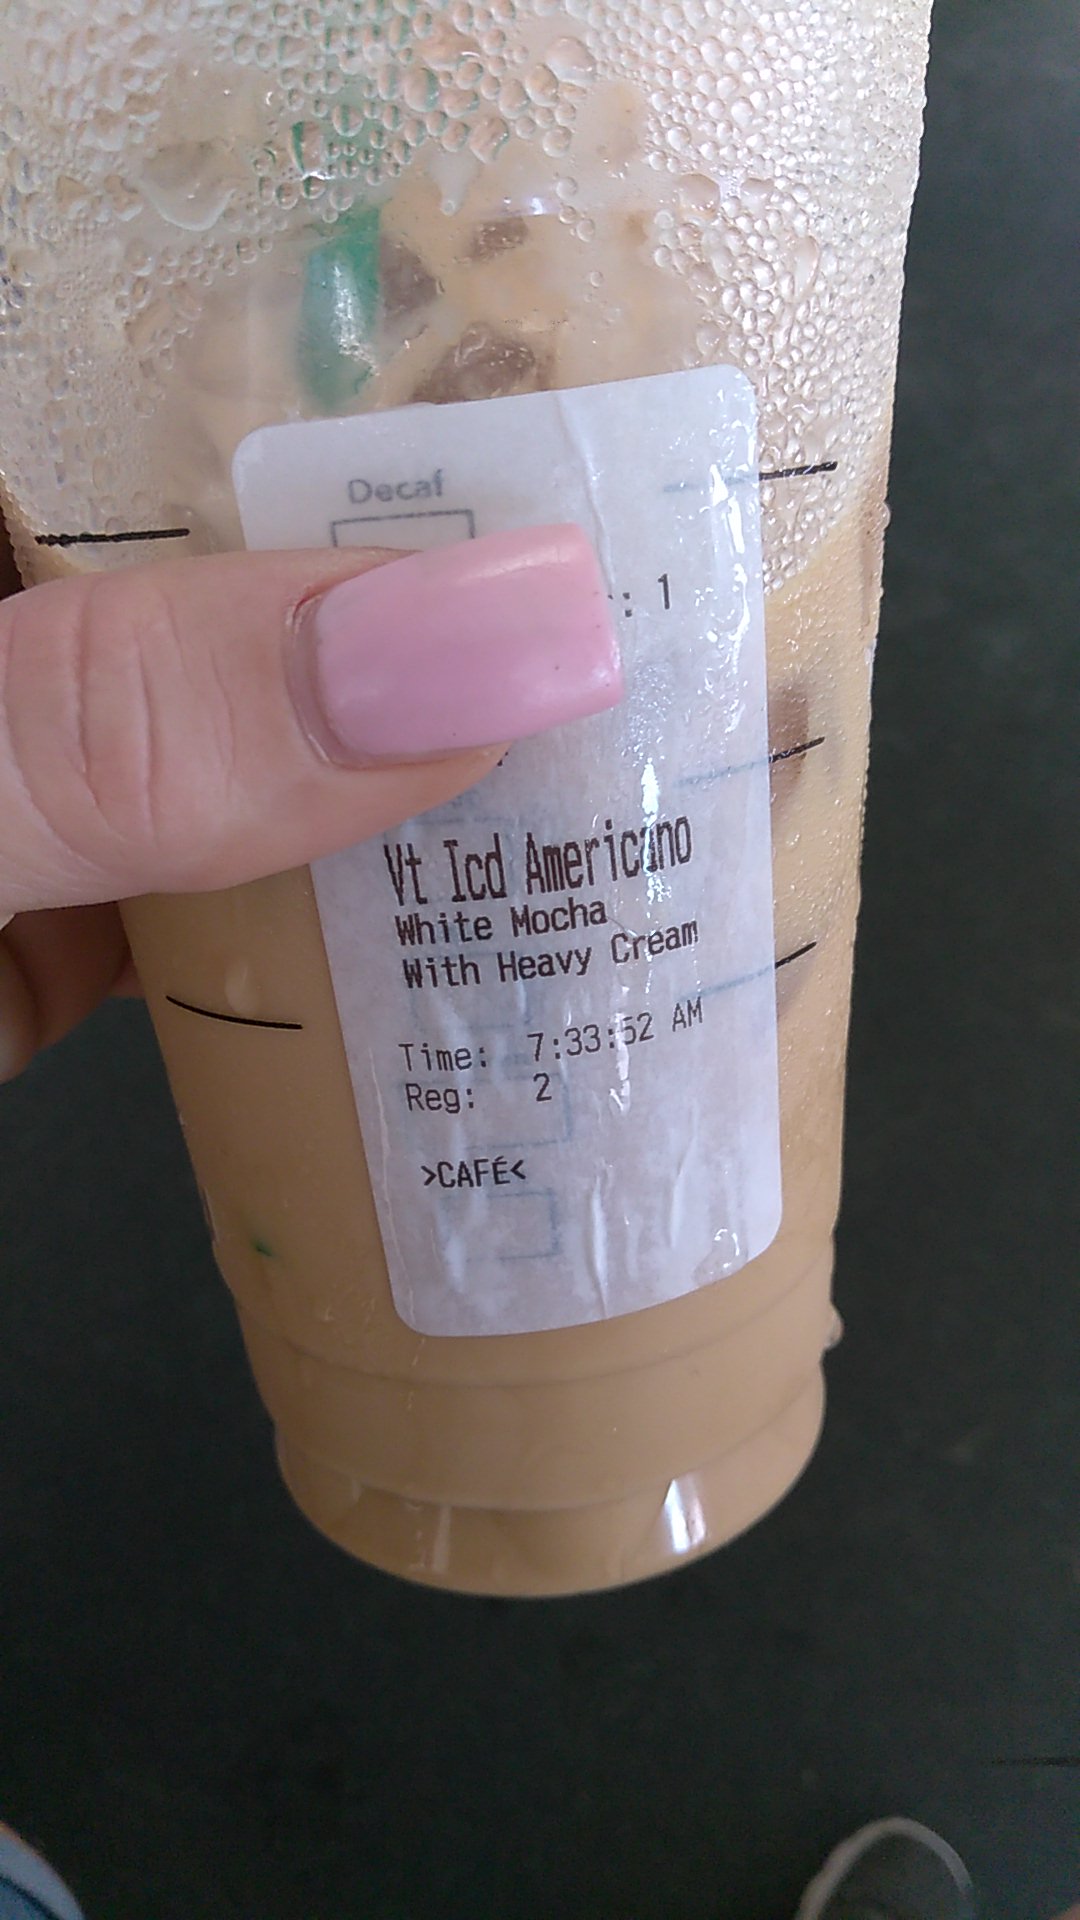 Decaf
: 1
Vt Icd Americano
White Mocha
With Heavy Cream
Time: 7:33:52 AM
Reg: 2
>CAFÉ<